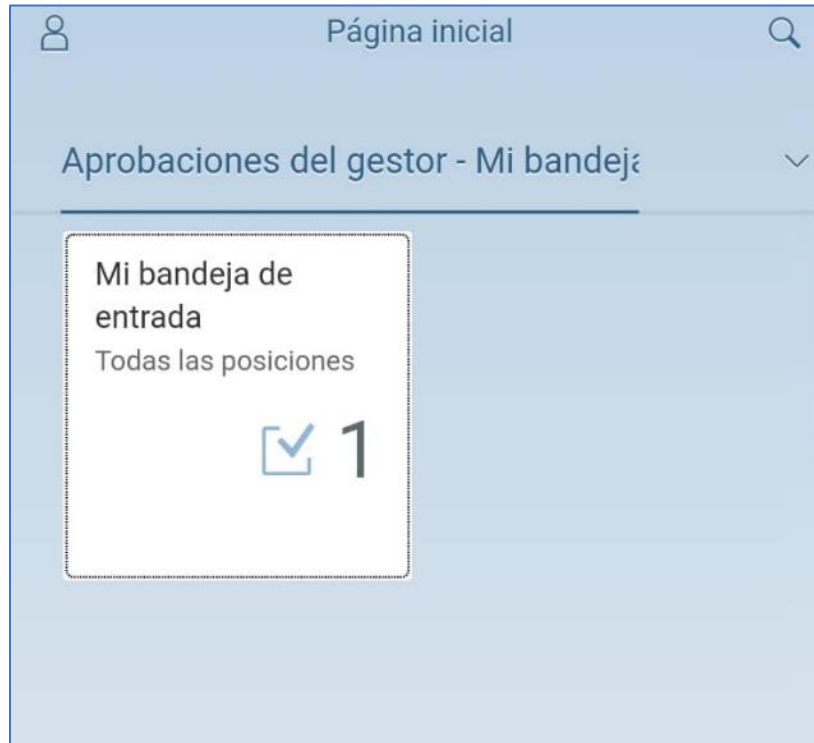 Página inicial
Aprobaciones del gestor - Mi bandeja
Mi bandeja de
entrada
Todas las posiciones
1